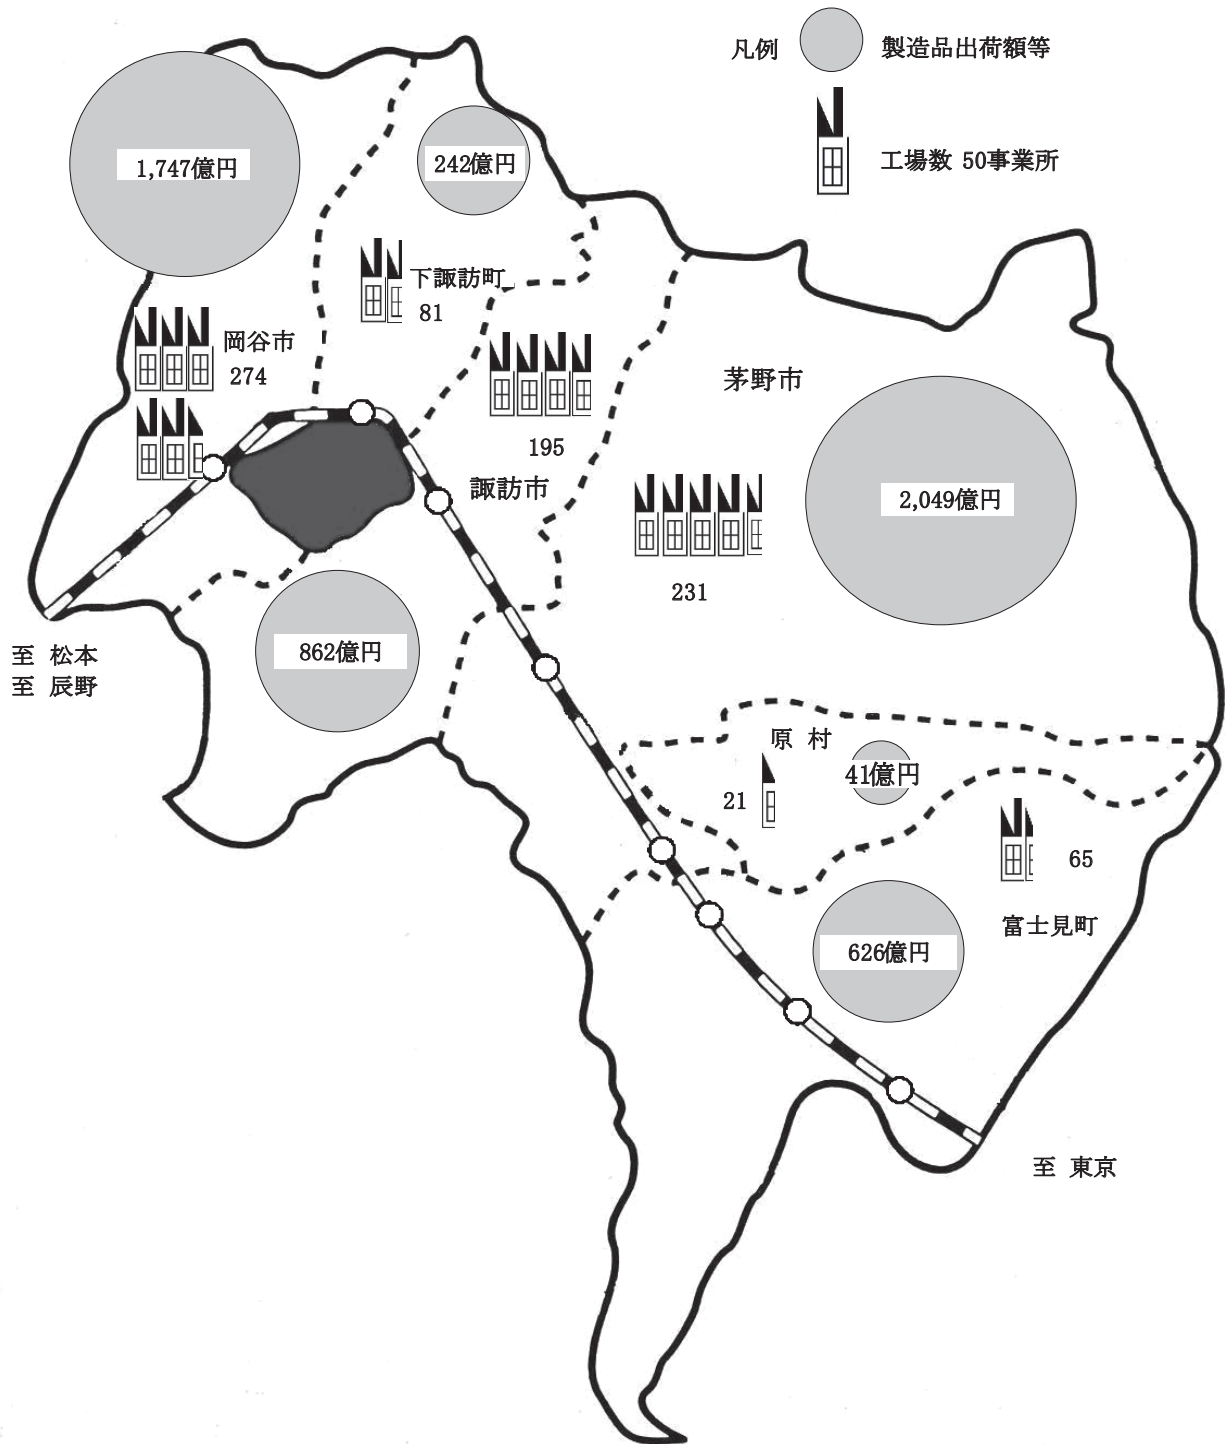 凡例
製造品出荷額等
工場数 50事業所
1,747億円
242億円
下諏訪町
81
岡谷市
274
茅野市
195
諏訪市
2,049億円
231
862億円
至 松本
至 辰野
原 村
41億円
21
65
富士見町
626億円
至 東京